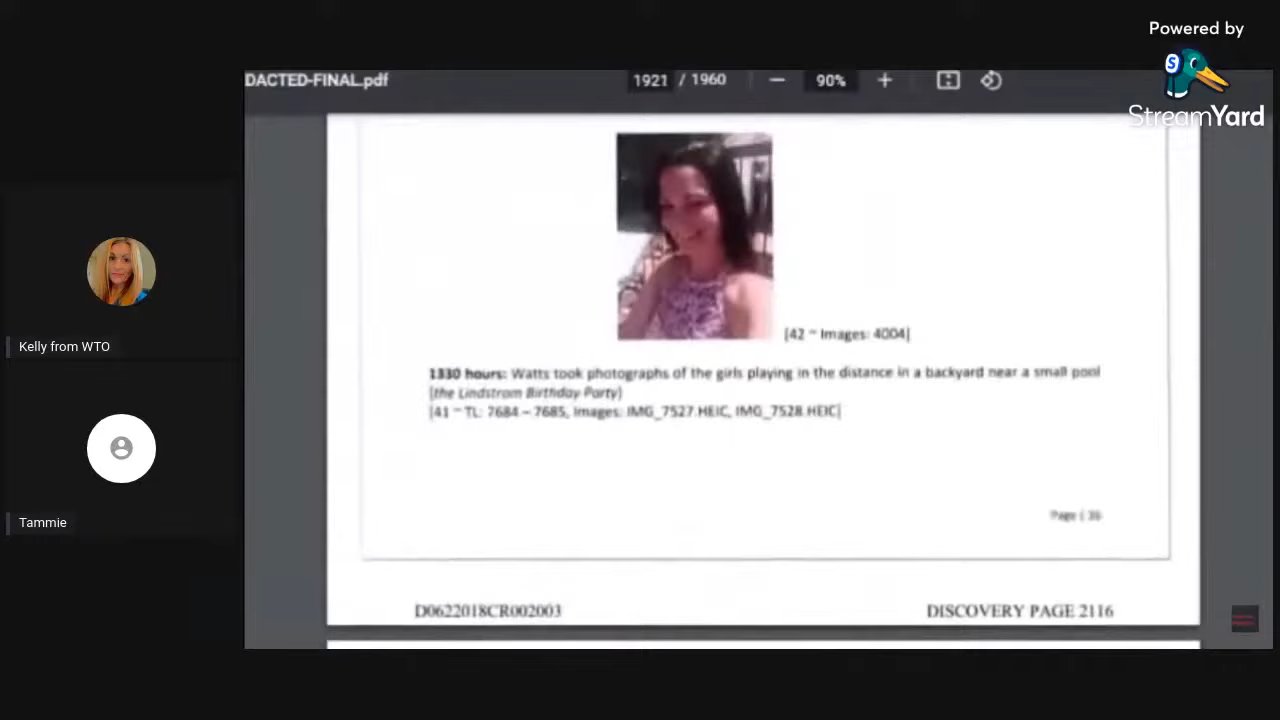 Powered by
StreamYard
DACTED-FINAL.pdf
1921 / 1960
90%
[42 ~ Images: 4004]
1330 hours: Watts took photographs of the girls playing in the distance in a backyard near a small pool
(the Lindstrom Birthday Party)
[41 ~ TL: 7684 – 7685, Images: IMG_7527.HEIC, IMG_7528.HEIC]
Page | 36
D0622018CR002003
DISCOVERY PAGE 2116
Kelly from WTO
Tammie